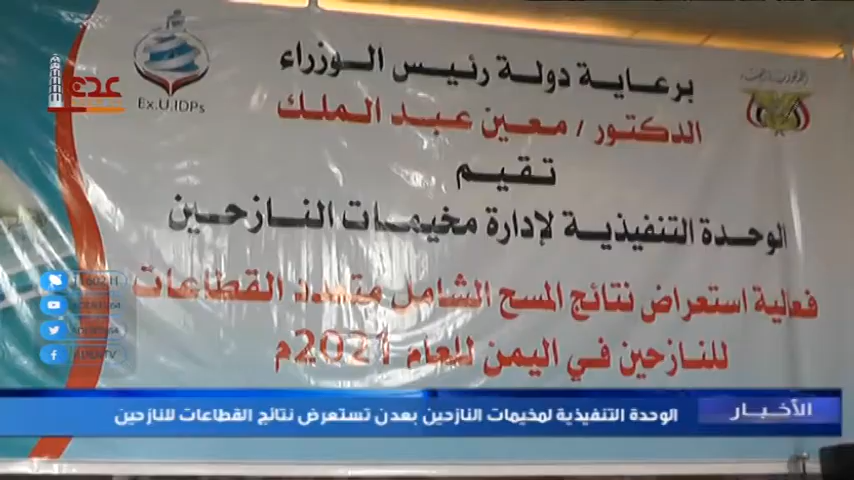 برعاية دولة رئيس الوزراء
الدكتور / معين عبد الملك
تقيم
الوحدة التنفيذية لإدارة مخيمات النازحين
فعالية استعراض نتائج المسح الشامل متعدد القطاعات
للنازحين في اليمن للعام 2021م
Ex.U.IDPs
عدن
الأخبار
الوحدة التنفيذية لمخيمات النازحين بعدن تستعرض نتائج القطاعات للنازحين